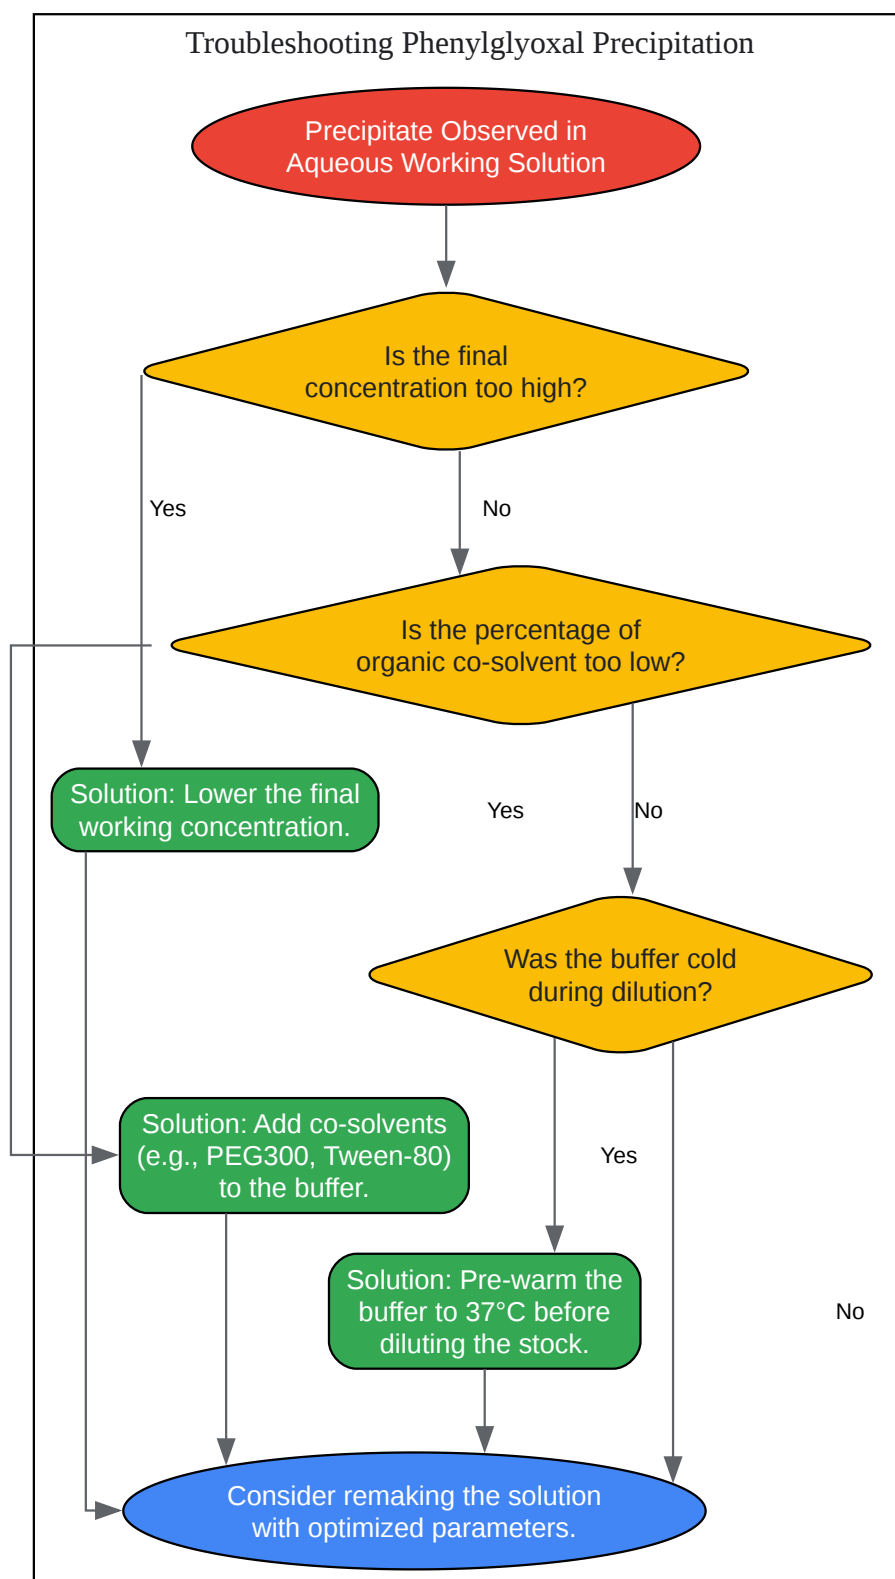 Troubleshooting Phenylglyoxal Precipitation
Precipitate Observed in
Aqueous Working Solution
Is the final
concentration too high?
Yes
No
Is the percentage of
organic co-solvent too low?
Solution: Lower the final
working concentration.
Yes
No
Was the buffer cold
during dilution?
Solution: Add co-solvents
(e.g., PEG300, Tween-80)
to the buffer.
Yes
Solution: Pre-warm the
buffer to 37°C before
diluting the stock.
No
Consider remaking the solution
with optimized parameters.